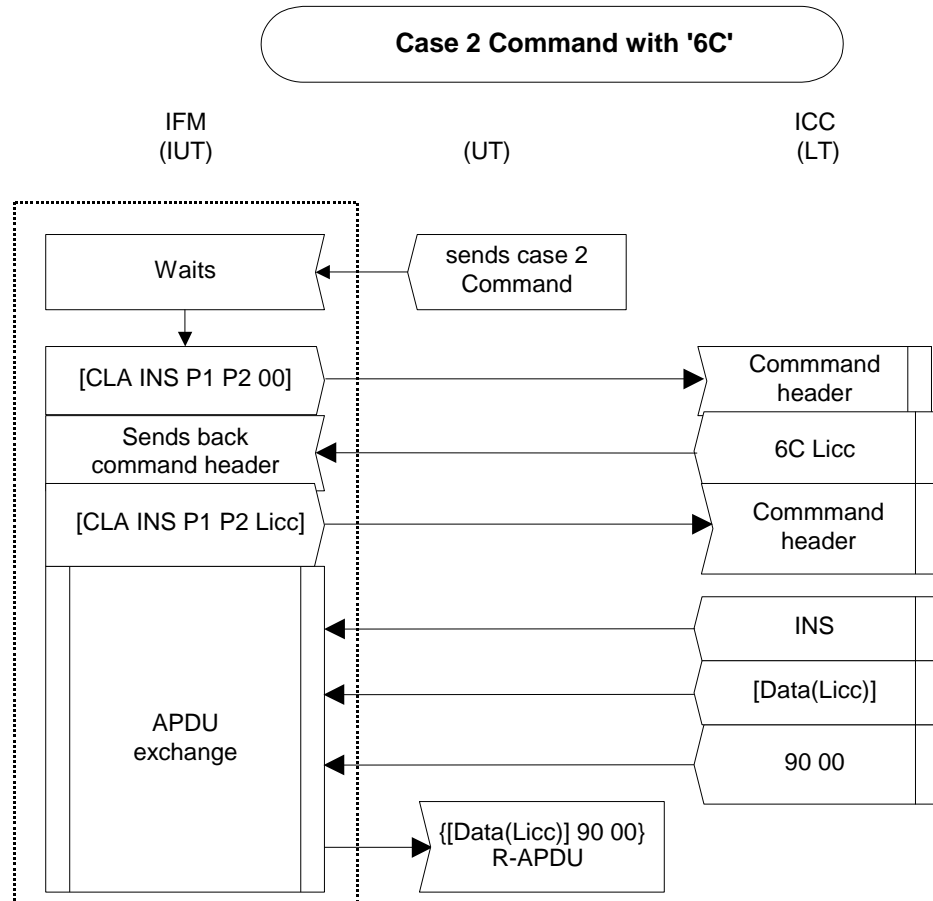 Case 2 Command with '6C'
IFM
(IUT)
(UT)
ICC
(LT)
Waits
sends case 2
Command
[CLA INS P1 P2 00]
Commmand
header
Sends back
command header
6C Licc
[CLA INS P1 P2 Licc]
Commmand
header
INS
[Data(Licc)]
APDU
exchange
90 00
{[Data(Licc)] 90 00}
R-APDU